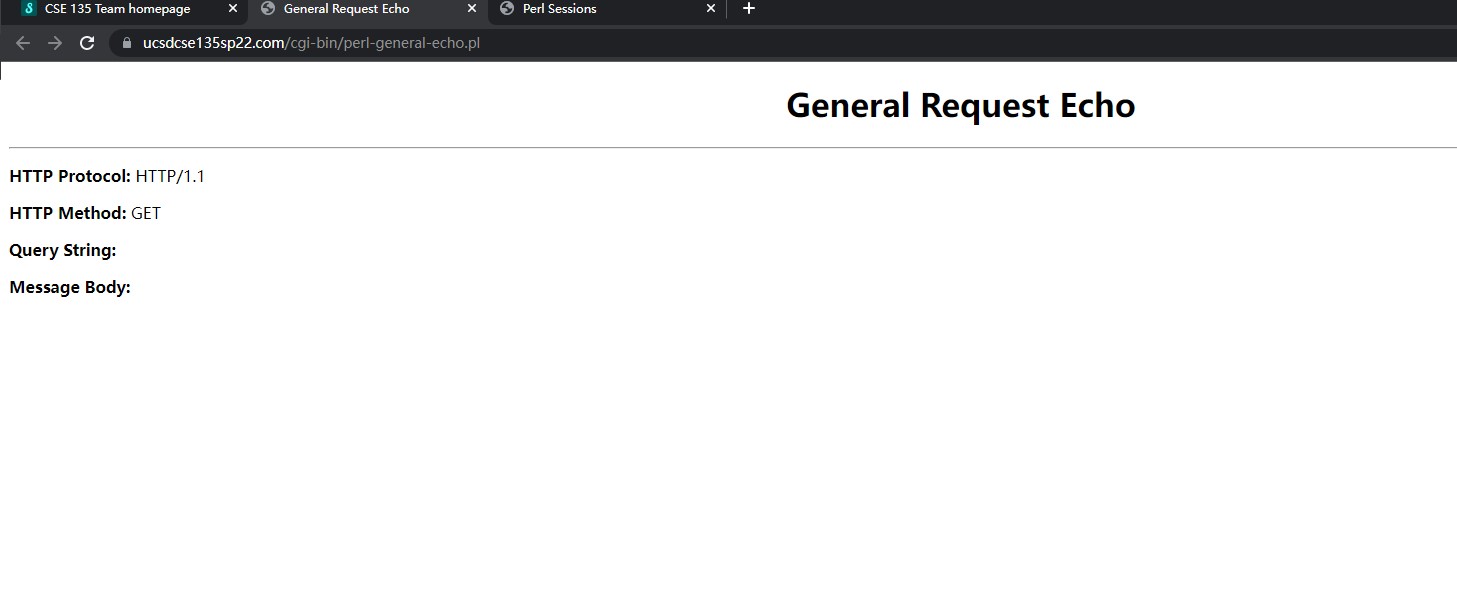 CSE 135 Team homepage
General Request Echo
Perl Sessions
ucsdcse135sp22.com/cgi-bin/perl-general-echo.pl
General Request Echo
HTTP Protocol: HTTP/1.1
HTTP Method: GET
Query String:
Message Body: